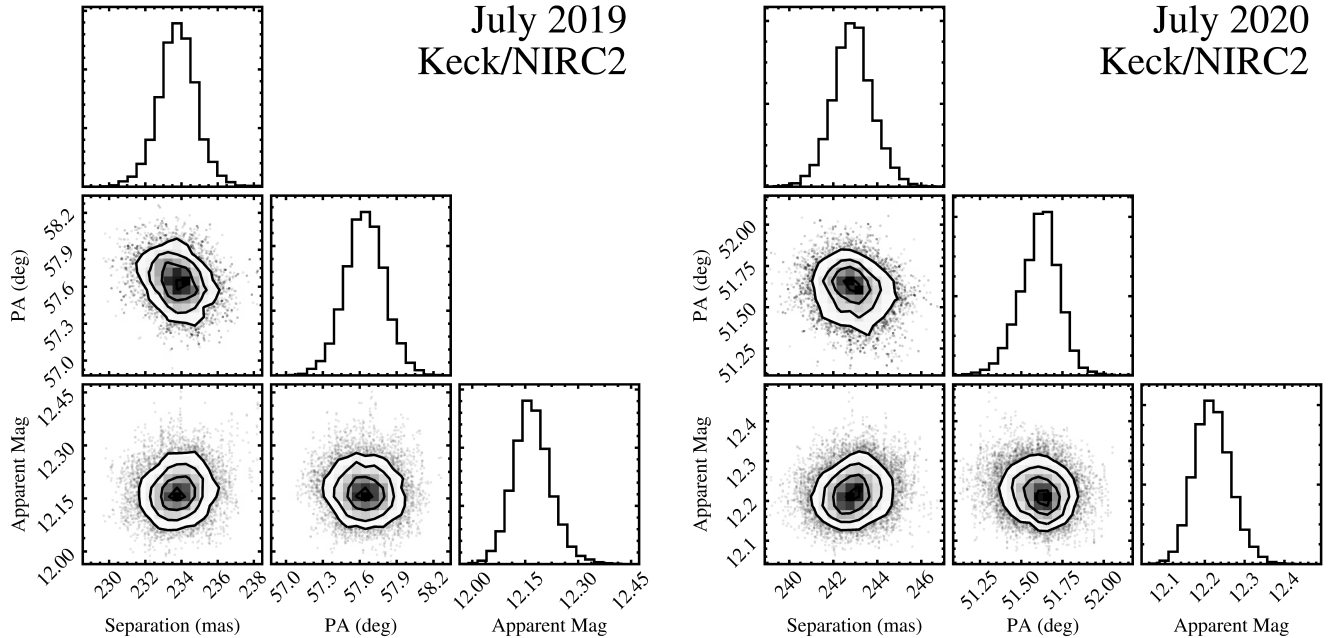 July 2019
Keck/NIRC2
July 2020
Keck/NIRC2
PA (deg)
58.2
57.9
57.6
57.3
57.0
PA (deg)
52.00
51.75
51.50
51.25
Apparent Mag
12.45
12.30
12.15
12.00
Apparent Mag
12.4
12.3
12.2
12.1
230 232 234 236 238
57.0 57.3 57.6 57.9 58.2
12.00 12.15 12.30 12.45
240 242 244 246
51.25 51.50 51.75 52.00
12.1 12.2 12.3 12.4
Separation (mas) PA (deg) Apparent Mag
Separation (mas) PA (deg) Apparent Mag